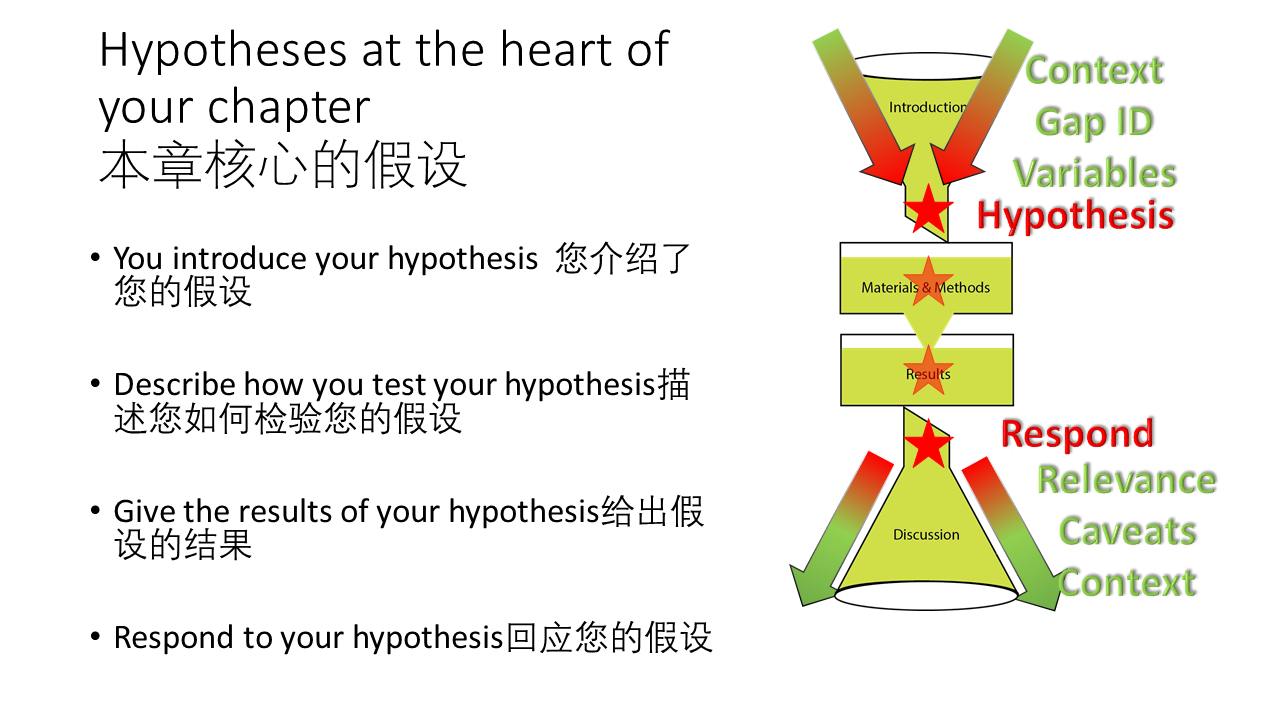 Hypotheses at the heart of
your chapter
本章核心的假设
• You introduce your hypothesis 您介绍了
您的假设
• Describe how you test your hypothesis描
述您如何检验您的假设
• Give the results of your hypothesis给出假
设的结果
• Respond to your hypothesis回应您的假设
Context
Introduction
Gap ID
Variables
Hypothesis
Materials & Methods
Results
Respond
Relevance
Caveats
Discussion
Context